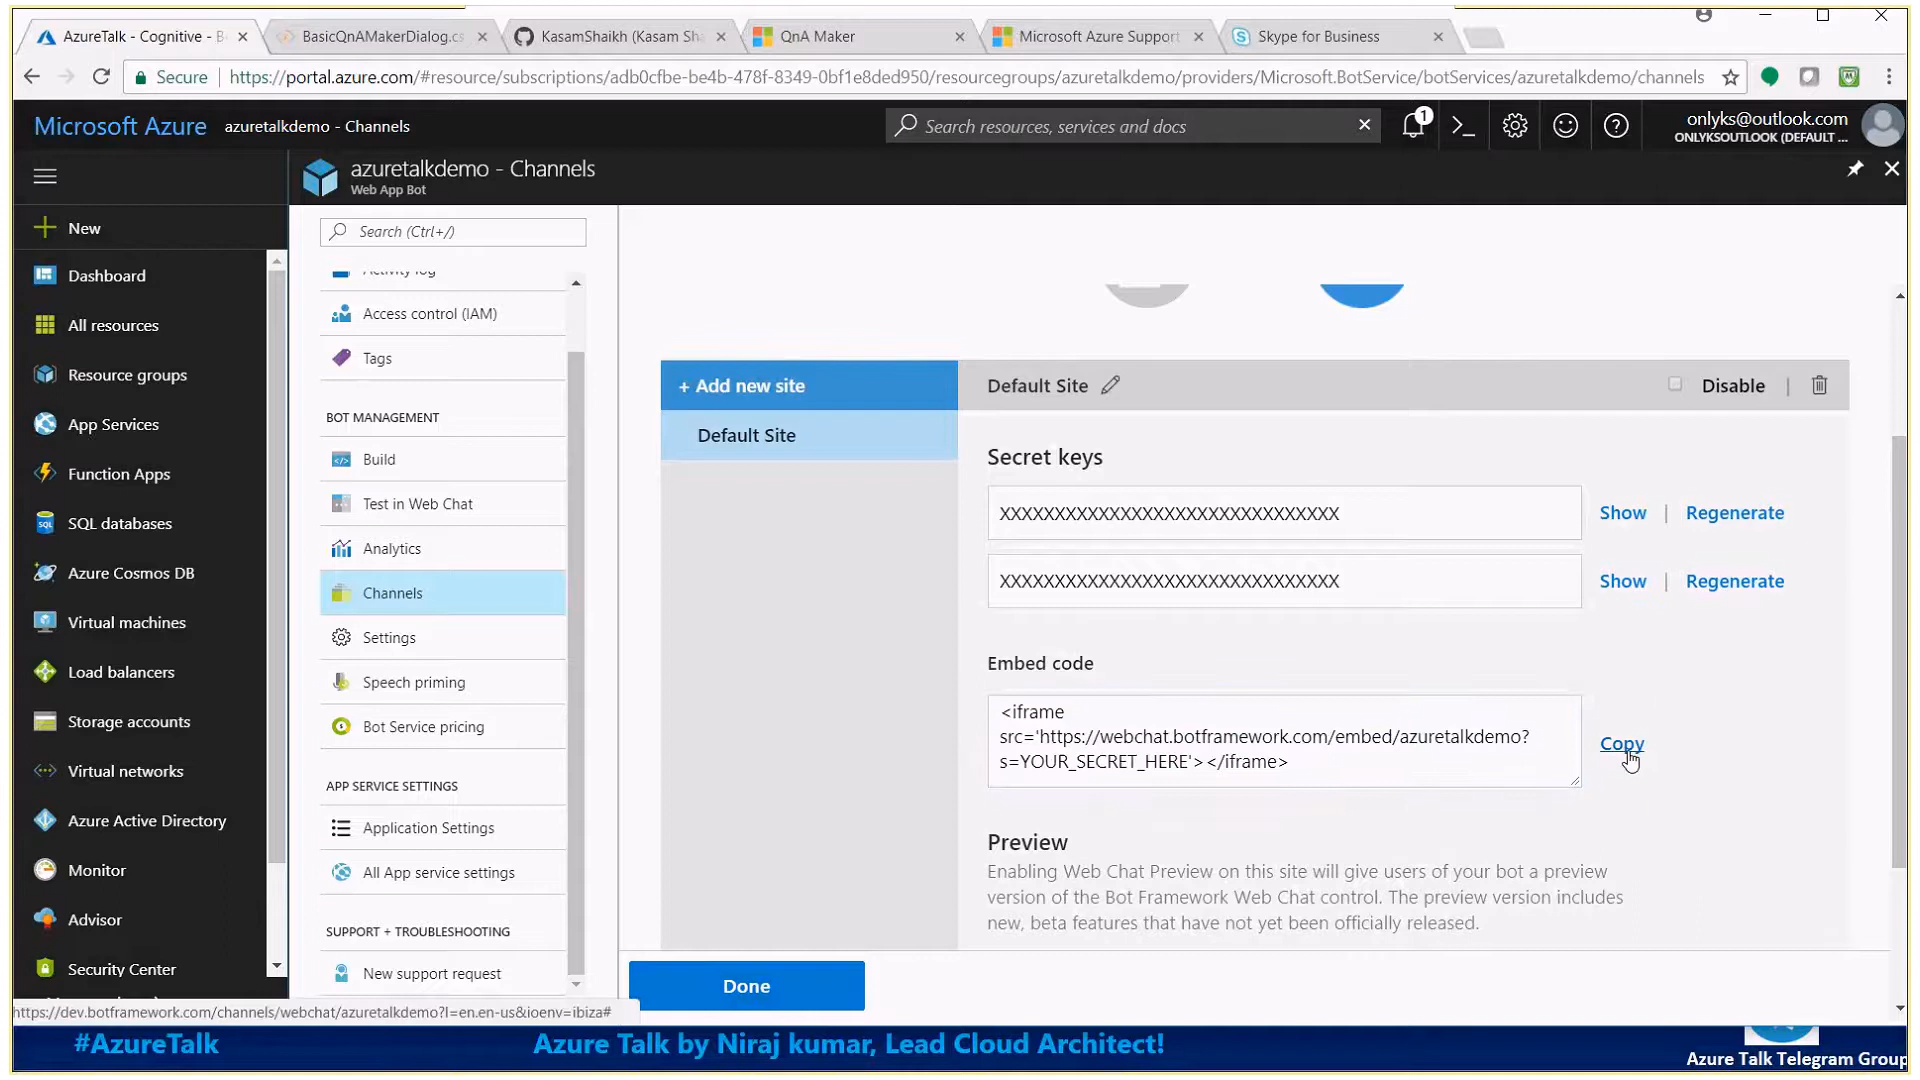 AzureTalk - Cognitive - B
BasicQnAMakerDialog.cs
KasamShaikh (Kasam Sha
QnA Maker
Microsoft Azure Support
Skype for Business
Secure
https://portal.azure.com/#resource/subscriptions/adb0cfbe-be4b-478f-8349-0bf1e8ded950/resourcegroups/azuretalkdemo/providers/Microsoft.BotService/botServices/azuretalkdemo/channels
Microsoft Azure
azuretalkdemo - Channels
Search resources, services and docs
1
onlyks@outlook.com
ONLYKSOUTLOOK (DEFAULT ...
azuretalkdemo - Channels
Web App Bot
New
Dashboard
All resources
Resource groups
App Services
Function Apps
SQL databases
Azure Cosmos DB
Virtual machines
Load balancers
Storage accounts
Virtual networks
Azure Active Directory
Monitor
Advisor
Security Center
Search (Ctrl+/)
Activity log
Access control (IAM)
Tags
BOT MANAGEMENT
Build
Test in Web Chat
Analytics
Channels
Settings
Speech priming
Bot Service pricing
APP SERVICE SETTINGS
Application Settings
All App service settings
SUPPORT + TROUBLESHOOTING
New support request
+ Add new site
Default Site
Default Site
Disable
Secret keys
XXXXXXXXXXXXXXXXXXXXXXXXXXXXXXX
Show | Regenerate
XXXXXXXXXXXXXXXXXXXXXXXXXXXXXXX
Show | Regenerate
Embed code
<iframe
src='https://webchat.botframework.com/embed/azuretalkdemo?
s=YOUR_SECRET_HERE'></iframe>
Copy
Preview
Enabling Web Chat Preview on this site will give users of your bot a preview
version of the Bot Framework Web Chat control. The preview version includes
new, beta features that have not yet been officially released.
Done
https://dev.botframework.com/channels/webchat/azuretalkdemo?l=en.en-us&ioenv=ibiza#
#AzureTalk
Azure Talk by Niraj kumar, Lead Cloud Architect!
Azure Talk Telegram Group